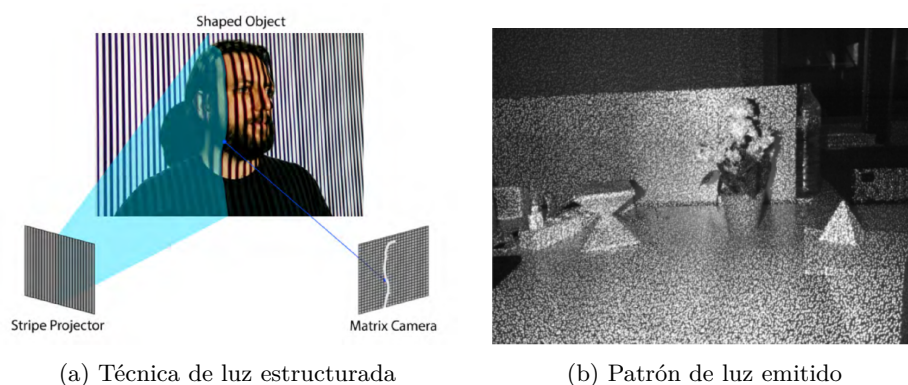 Shaped Object
Stripe Projector
Matrix Camera
(a) Técnica de luz estructurada
(b) Patrón de luz emitido